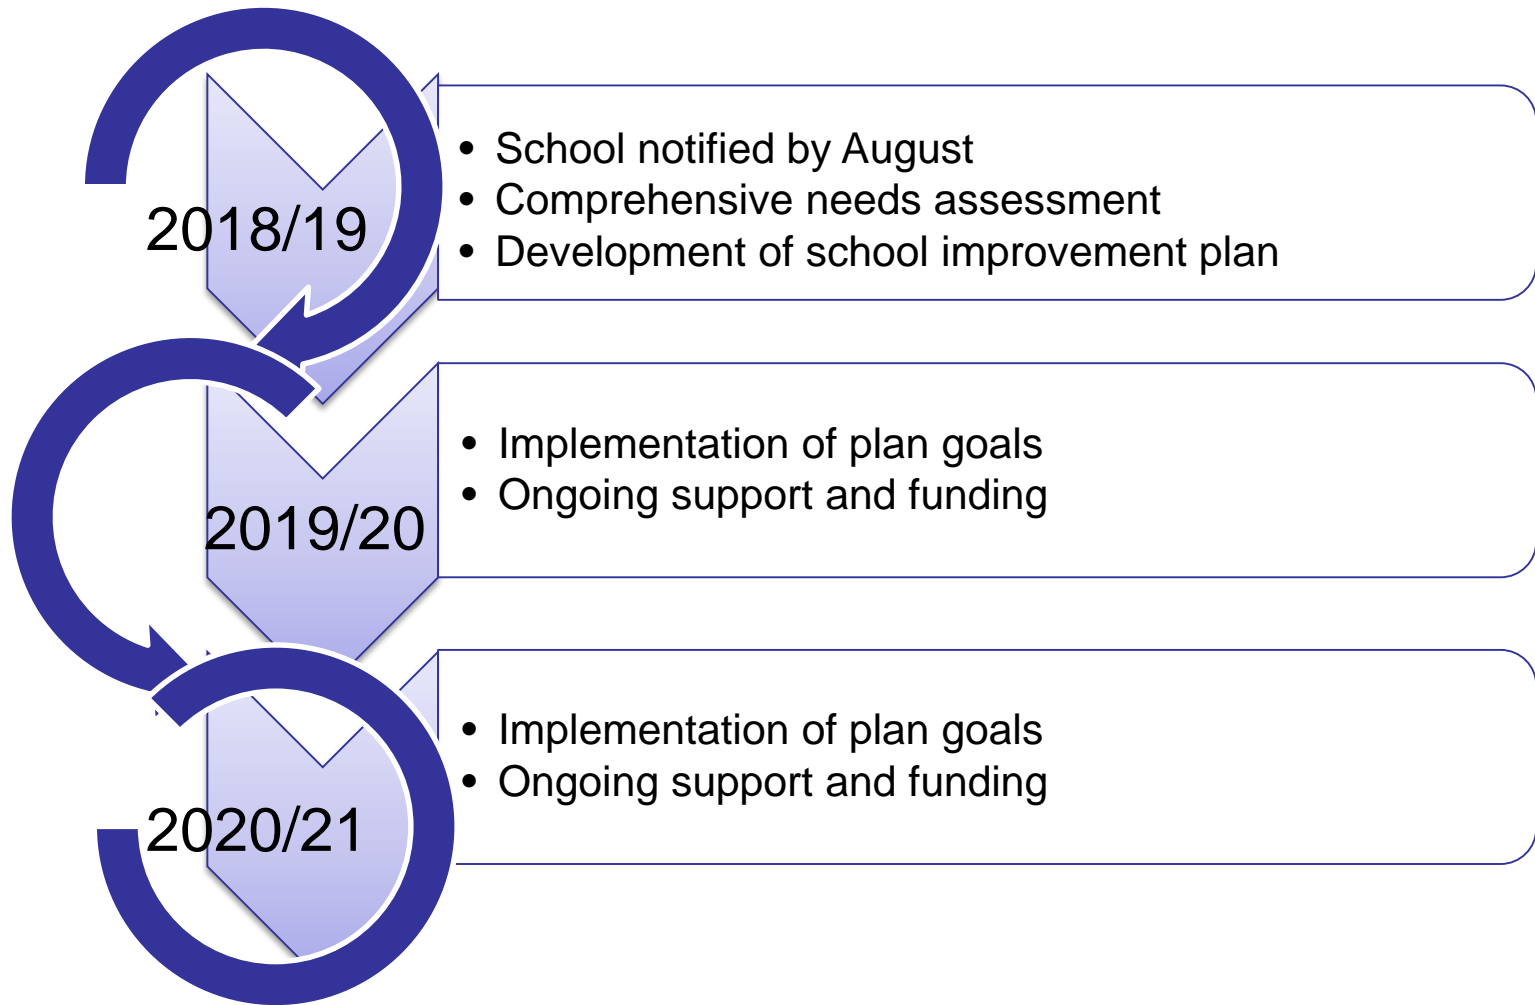 2018/19
• School notified by August
• Comprehensive needs assessment
• Development of school improvement plan
2019/20
• Implementation of plan goals
• Ongoing support and funding
2020/21
• Implementation of plan goals
• Ongoing support and funding